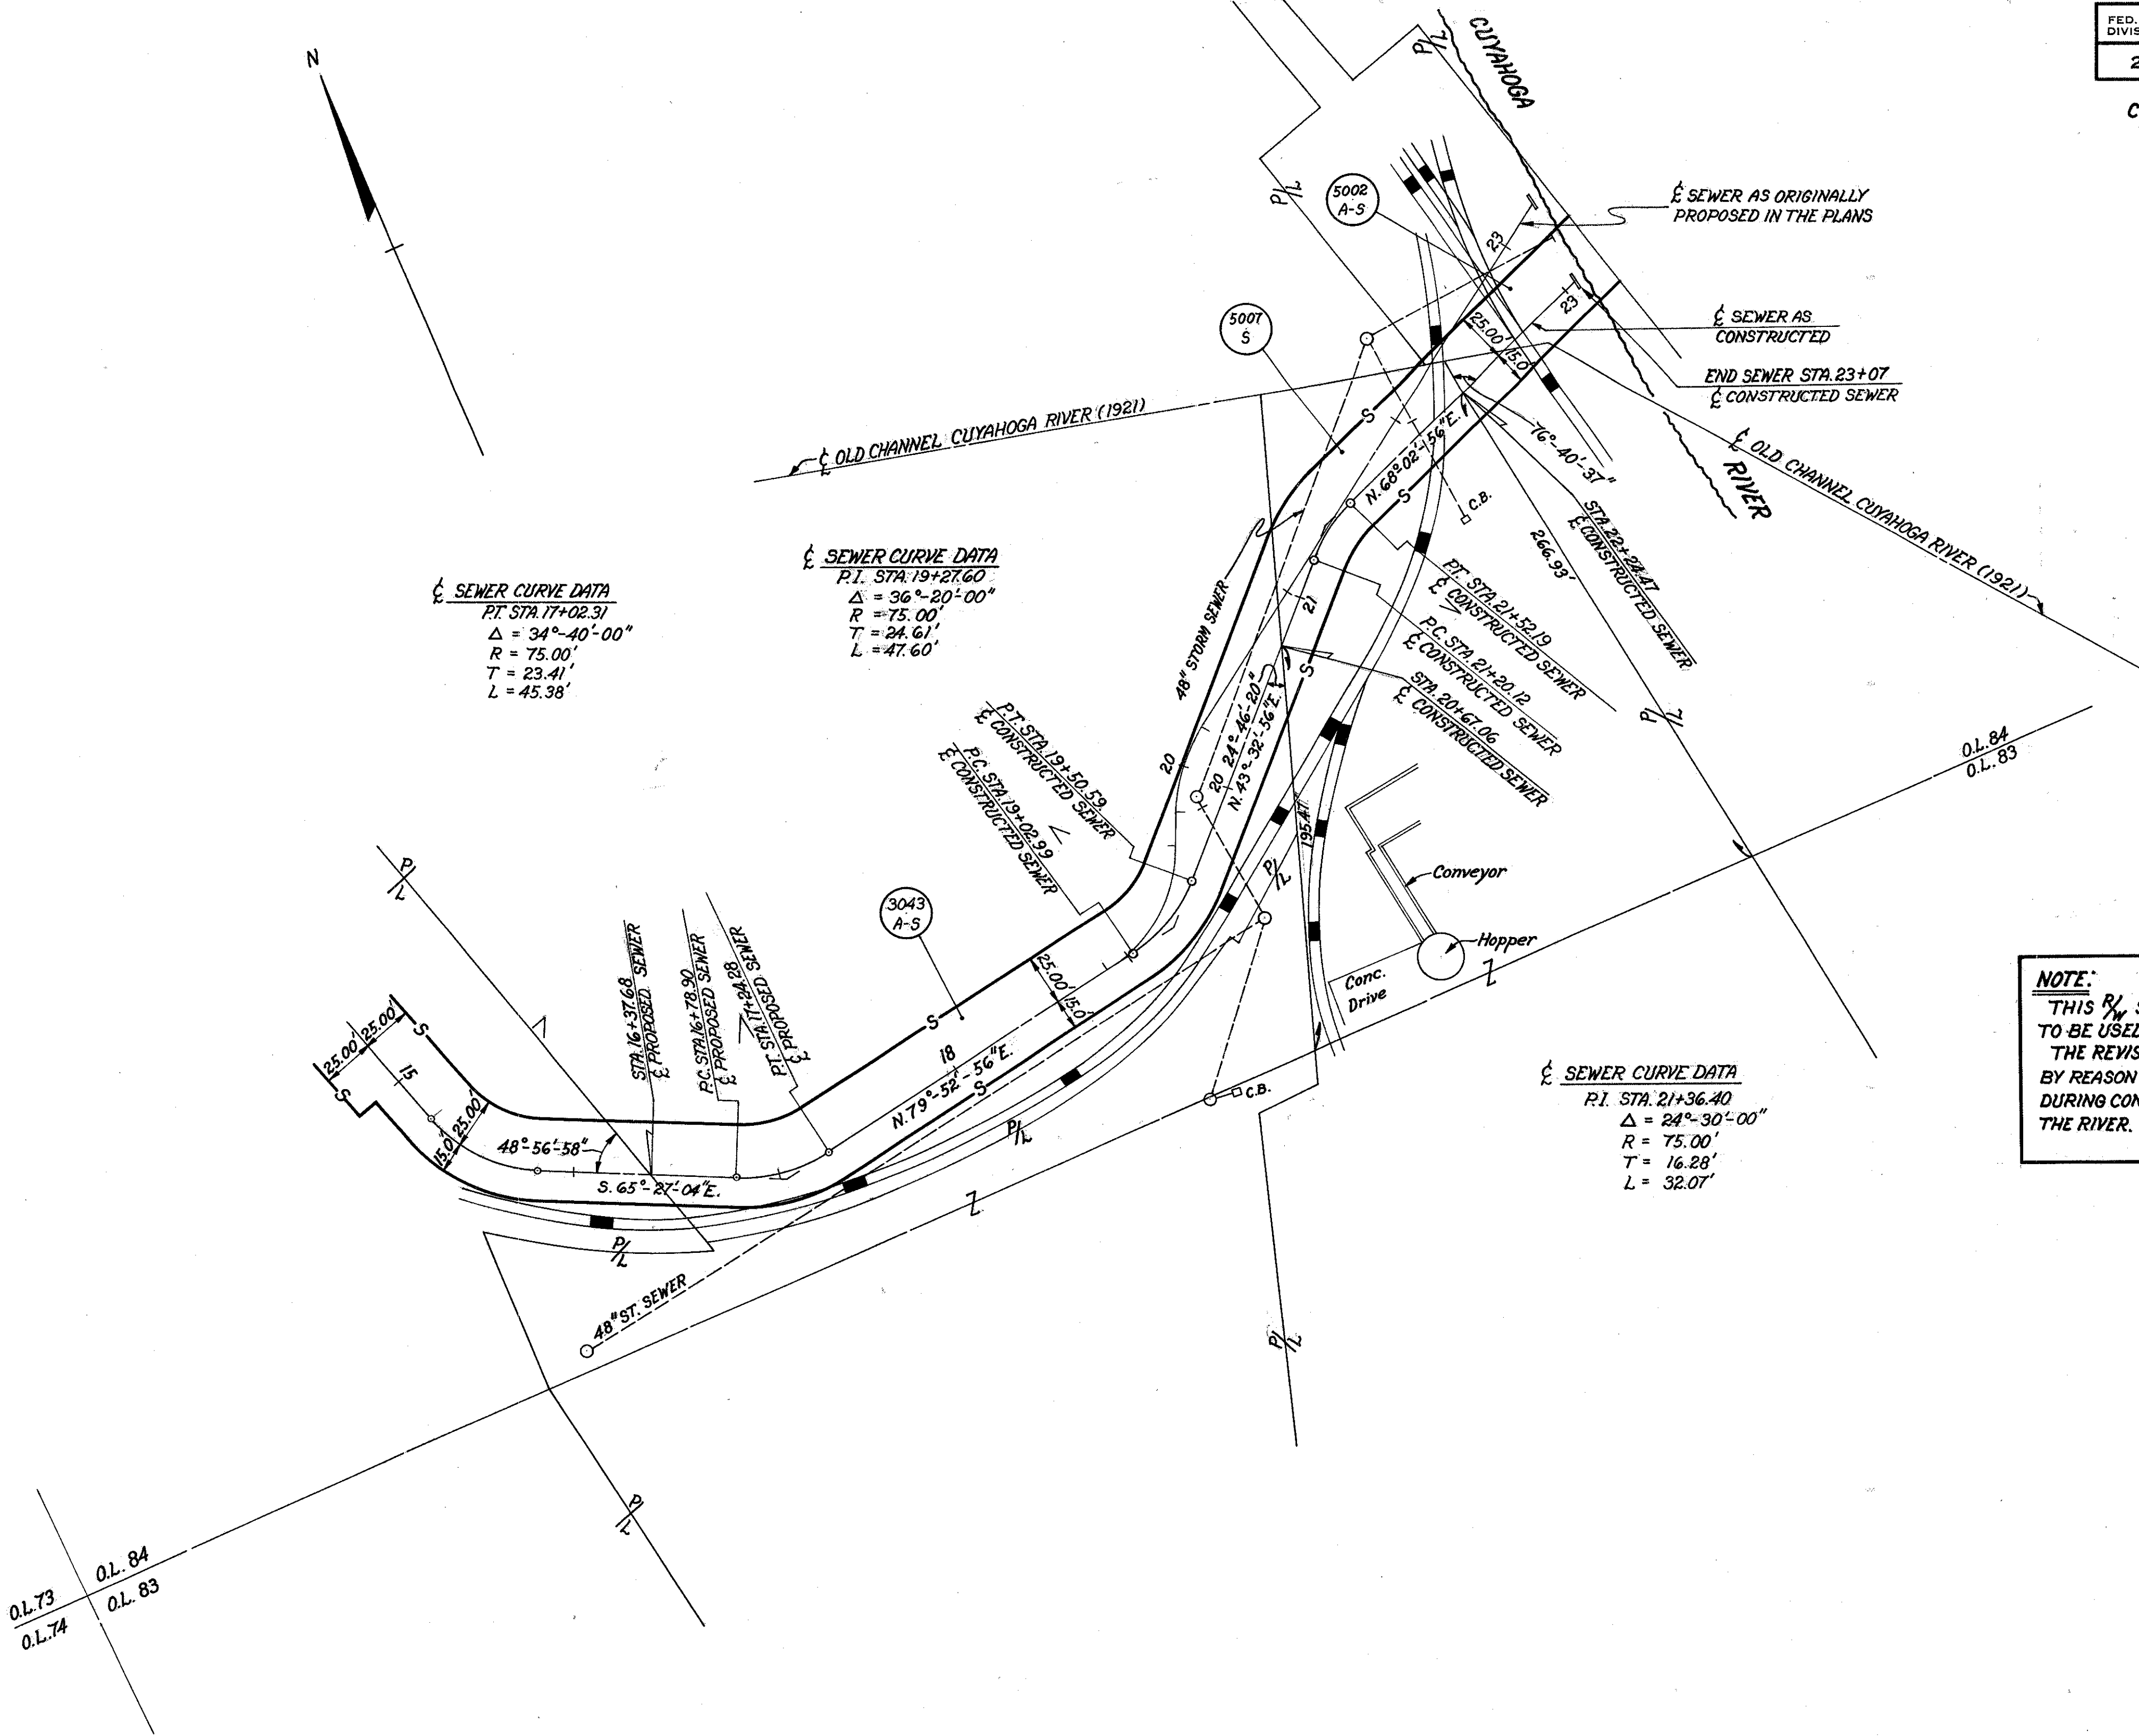 FED.
DIVIS
2
C
N
CUYAHOGA
P/L
P/L
5002
A-S
℄ SEWER AS ORIGINALLY
PROPOSED IN THE PLANS
23
23
5007
S
℄ SEWER AS
CONSTRUCTED
25.00'
15.0'
END SEWER STA. 23+07
℄ CONSTRUCTED SEWER
℄ OLD CHANNEL CUYAHOGA RIVER (1921)
S
N. 68°-02'-56"E.
S
76°-40'-37"
C.B.
RIVER
℄ OLD CHANNEL CUYAHOGA RIVER (1921)
STA. 22+24.47
℄ CONSTRUCTED SEWER
266.93'
℄ SEWER CURVE DATA
P.T. STA. 17+02.31
Δ = 34°-40'-00"
R = 75.00'
T = 23.41'
L = 45.38'
℄ SEWER CURVE DATA
P.I. STA. 19+27.60
Δ = 36°-20'-00"
R = 75.00'
T = 24.61'
L = 47.60'
48" STORM SEWER
21
P.T. STA. 21+52.19
℄ CONSTRUCTED SEWER
P.C. STA. 21+20.12
℄ CONSTRUCTED SEWER
STA. 20+67.06
℄ CONSTRUCTED SEWER
S
24°-46'-20"
N. 43°-32'-56"E.
20
20
P.T. STA. 19+50.59
℄ CONSTRUCTED SEWER
P.C. STA. 19+02.99
℄ CONSTRUCTED SEWER
P/L
O.L. 84
O.L. 83
195.47
P/L
Conveyor
Hopper
Conc.
Drive
P/L
3043
A-S
STA. 16+37.68
℄ PROPOSED SEWER
P.C. STA. 16+78.90
℄ PROPOSED SEWER
P.T. STA. 17+24.28
℄ PROPOSED SEWER
25.00'
15.0'
S
18
N. 79°-52'-56"E.
S
25.00'
25.00'
S
S
15
25.00'
15.0'
48°-56'-58"
S. 65°-27'-04"E.
C.B.
P/L
P/L
Z
Z
48" ST. SEWER
P/L
P/L
℄ SEWER CURVE DATA
P.I. STA. 21+36.40
Δ = 24°-30'-00"
R = 75.00'
T = 16.28'
L = 32.07'
NOTE:
THIS R/W S
TO BE USED
THE REVIS
BY REASON
DURING CON
THE RIVER.
O.L. 84
O.L. 83
O.L. 73
O.L. 74